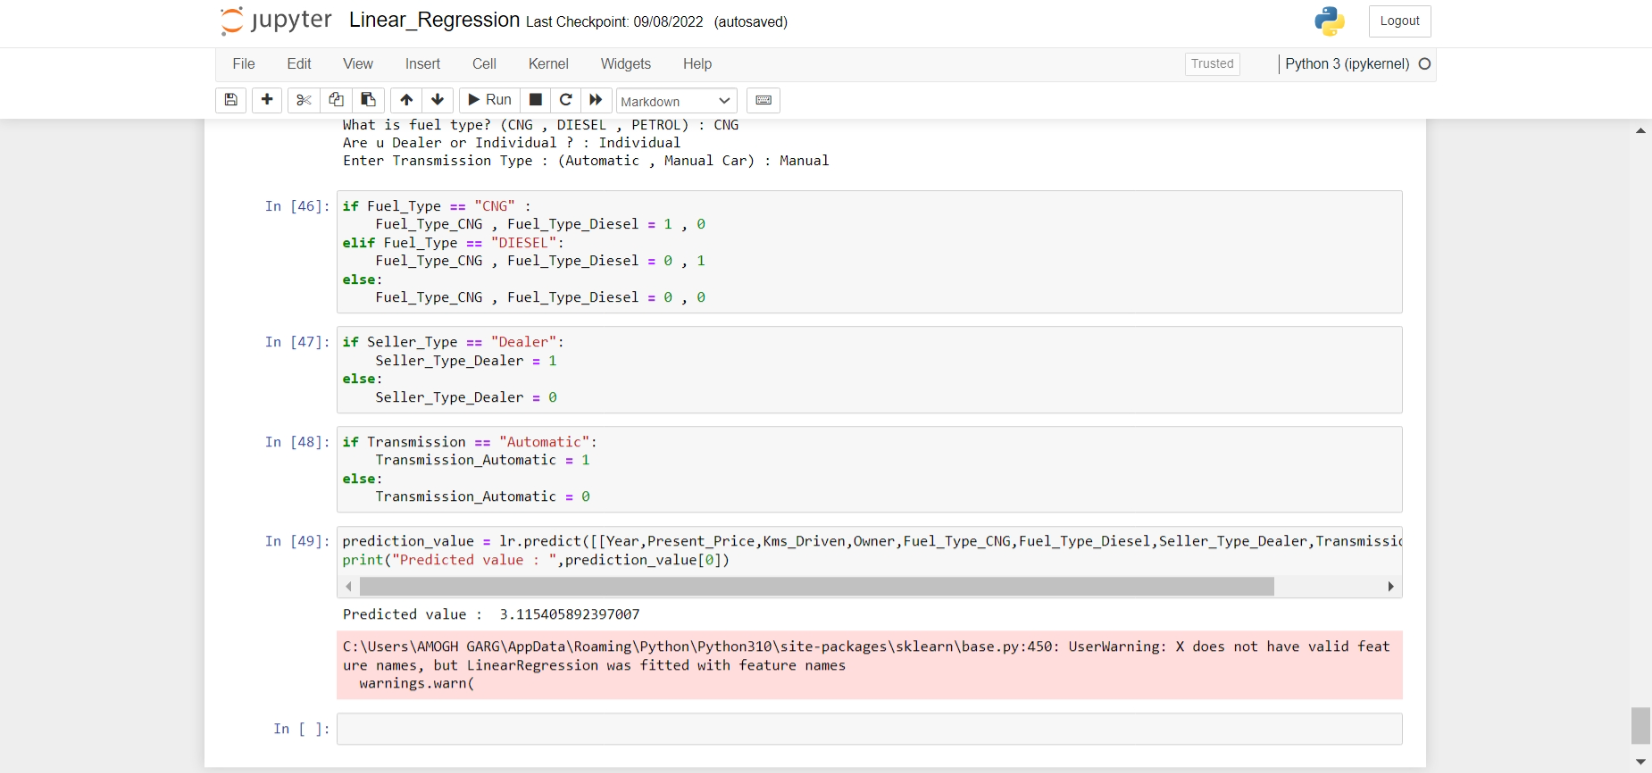 jupyter Linear_Regression Last Checkpoint: 09/08/2022 (autosaved) Logout
File Edit View Insert Cell Kernel Widgets Help Trusted Python 3 (ipykernel)
Run Markdown
What is fuel type? (CNG , DIESEL , PETROL) : CNG
Are u Dealer or Individual ? : Individual
Enter Transmission Type : (Automatic , Manual Car) : Manual
In [46]: if Fuel_Type == "CNG" :
Fuel_Type_CNG , Fuel_Type_Diesel = 1 , 0
elif Fuel_Type == "DIESEL":
Fuel_Type_CNG , Fuel_Type_Diesel = 0 , 1
else:
Fuel_Type_CNG , Fuel_Type_Diesel = 0 , 0
In [47]: if Seller_Type == "Dealer":
Seller_Type_Dealer = 1
else:
Seller_Type_Dealer = 0
In [48]: if Transmission == "Automatic":
Transmission_Automatic = 1
else:
Transmission_Automatic = 0
In [49]: prediction_value = lr.predict([[Year,Present_Price,Kms_Driven,Owner,Fuel_Type_CNG,Fuel_Type_Diesel,Seller_Type_Dealer,Transmissi
print("Predicted value : ",prediction_value[0])
Predicted value : 3.115405892397007
C:\Users\AMOGH GARG\AppData\Roaming\Python\Python310\site-packages\sklearn\base.py:450: UserWarning: X does not have valid feat
ure names, but LinearRegression was fitted with feature names
warnings.warn(
In [ ]: